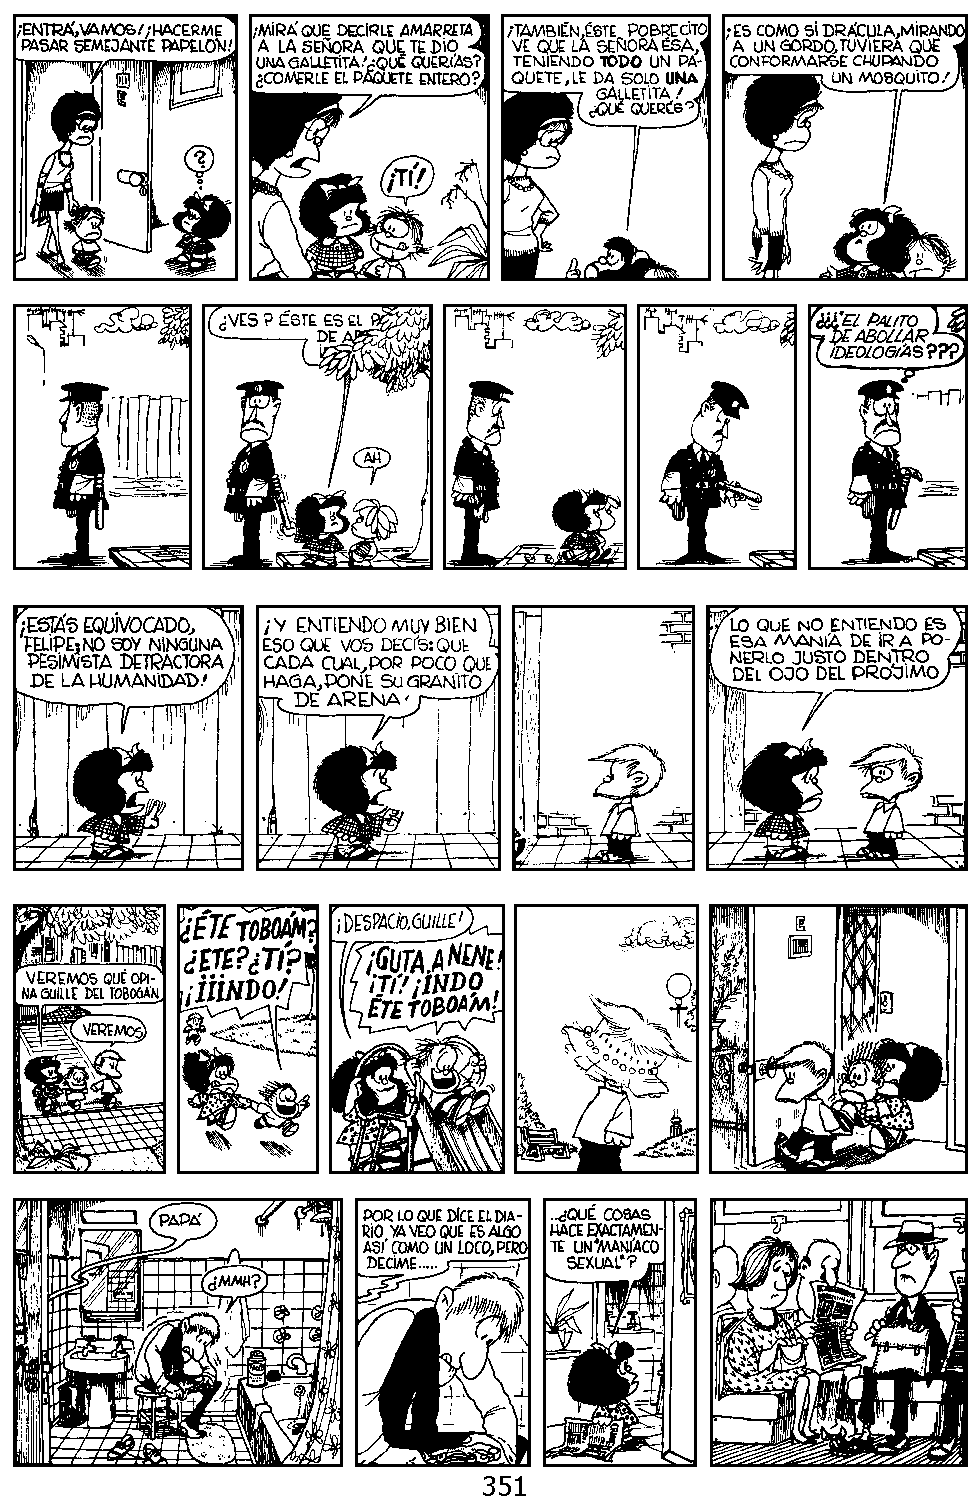 ¡ENTRÁ, VAMOS! ¡HACERME
PASAR SEMEJANTE PAPELÓN!
E
?
¡MIRÁ QUE DECIRLE AMARRETA
A LA SEÑORA QUE TE DIO
UNA GALLETITA! ¿QUÉ QUERÍAS?
¿COMERLE EL PAQUETE ENTERO?
¡TÍ!
¡TAMBIÉN, ÉSTE, POBRECITO
VE QUE LA SEÑORA ÉSA,
TENIENDO TODO UN PA-
QUETE, LE DA SOLO UNA
GALLETITA!
¿QUÉ QUERÉS?
¡ES COMO SI DRÁCULA, MIRANDO
A UN GORDO, TUVIERA QUE
CONFORMARSE CHUPANDO
UN MOSQUITO!
¿VES? ÉSTE ES EL P
DE AB
AH
¿¿¿"EL PALITO
DE ABOLLAR
IDEOLOGÍAS"???
¡ESTÁS EQUIVOCADO,
FELIPE; NO SOY NINGUNA
PESIMISTA DETRACTORA
DE LA HUMANIDAD!
¡Y ENTIENDO MUY BIEN
ESO QUE VOS DECÍS: QUE
CADA CUAL, POR POCO QUE
HAGA, PONE SU GRANITO
DE ARENA!
LO QUE NO ENTIENDO ES
ESA MANÍA DE IR A PO-
NERLO JUSTO DENTRO
DEL OJO DEL PRÓJIMO
VEREMOS QUÉ OPI-
NA GUILLE DEL TOBOGÁN
VEREMOS
¿ÉTE TOBOÁM?
¿ETE? ¿TÍ?
¡ÏÏÏNDO!
¡DESPACIO, GUILLE!
¡GUTA, A NENE!
¡TÍ! ¡INDO
ETE TOBOÁM!
E
PAPÁ
¿MMH?
POR LO QUE DICE EL DIA-
RIO YA VEO QUE ES ALGO
ASÍ COMO UN LOCO, PERO
DECIME.....
...¿QUÉ COSAS
HACE EXACTAMEN-
TE UN "MANÍACO
SEXUAL"?
351